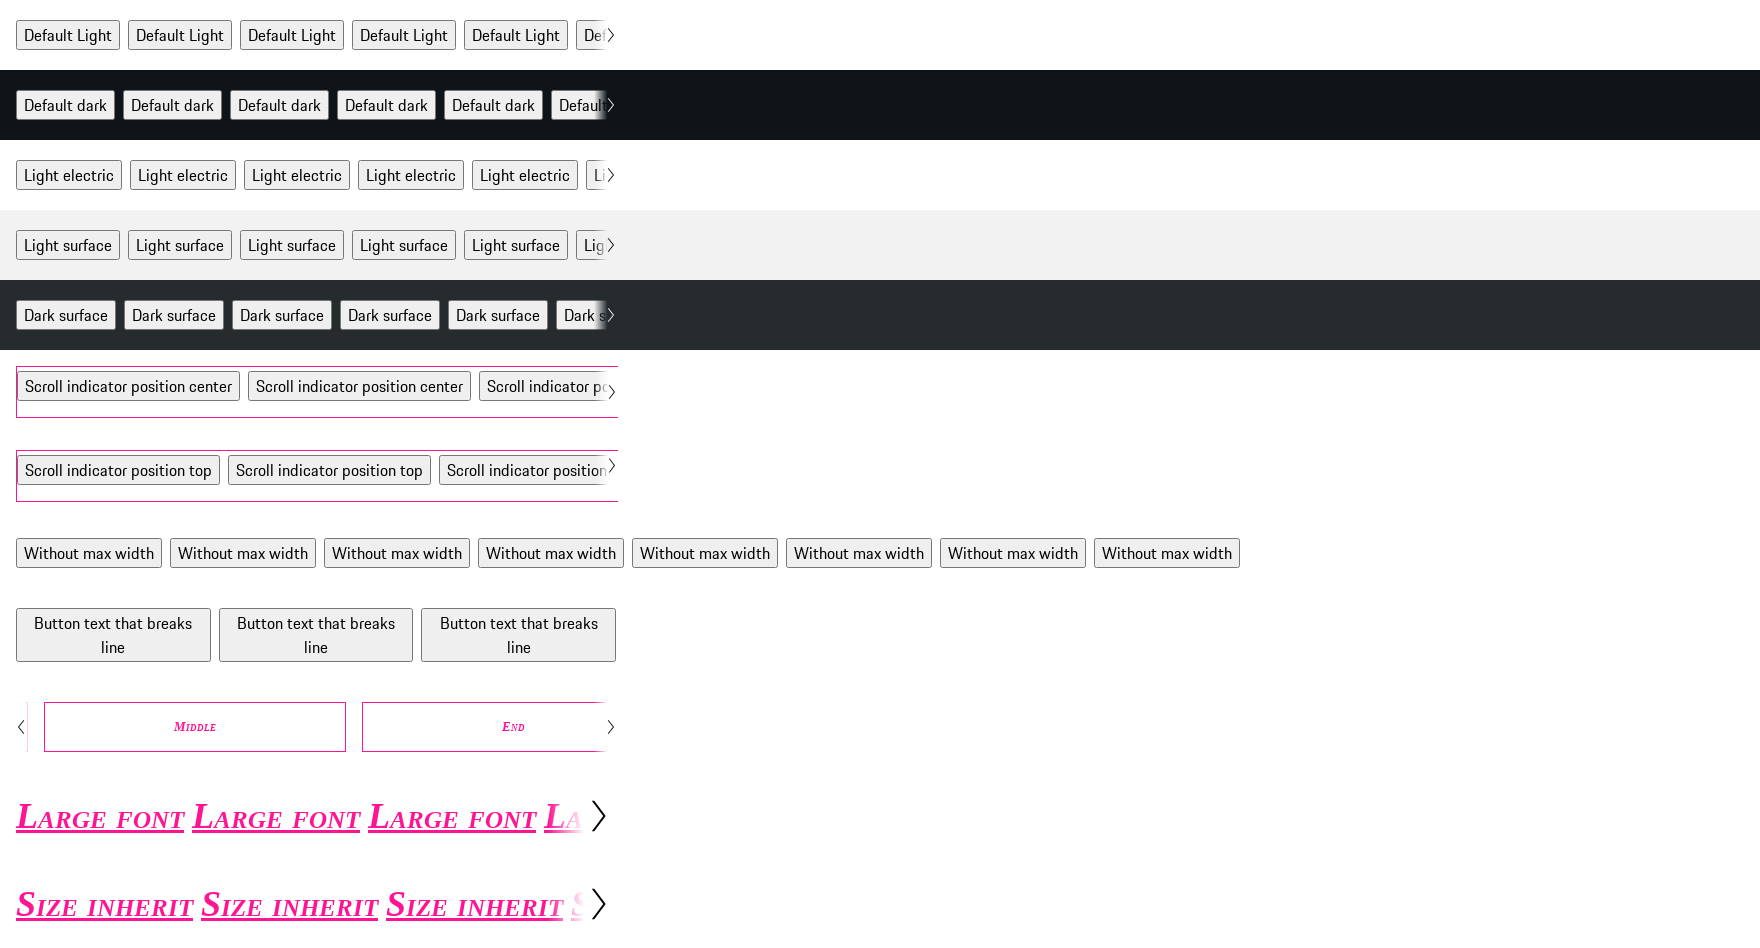 Default Light Default Light Default Light Default Light Default Light Def
Default dark Default dark Default dark Default dark Default dark Default
Light electric Light electric Light electric Light electric Light electric Li
Light surface Light surface Light surface Light surface Light surface Lig
Dark surface Dark surface Dark surface Dark surface Dark surface Dark s
Scroll indicator position center Scroll indicator position center Scroll indicator po
Scroll indicator position top Scroll indicator position top Scroll indicator position
Without max width Without max width Without max width Without max width Without max width Without max width Without max width Without max width
Button text that breaks line Button text that breaks line Button text that breaks line
Middle End
Large font Large font Large font La
Size inherit Size inherit Size inherit S